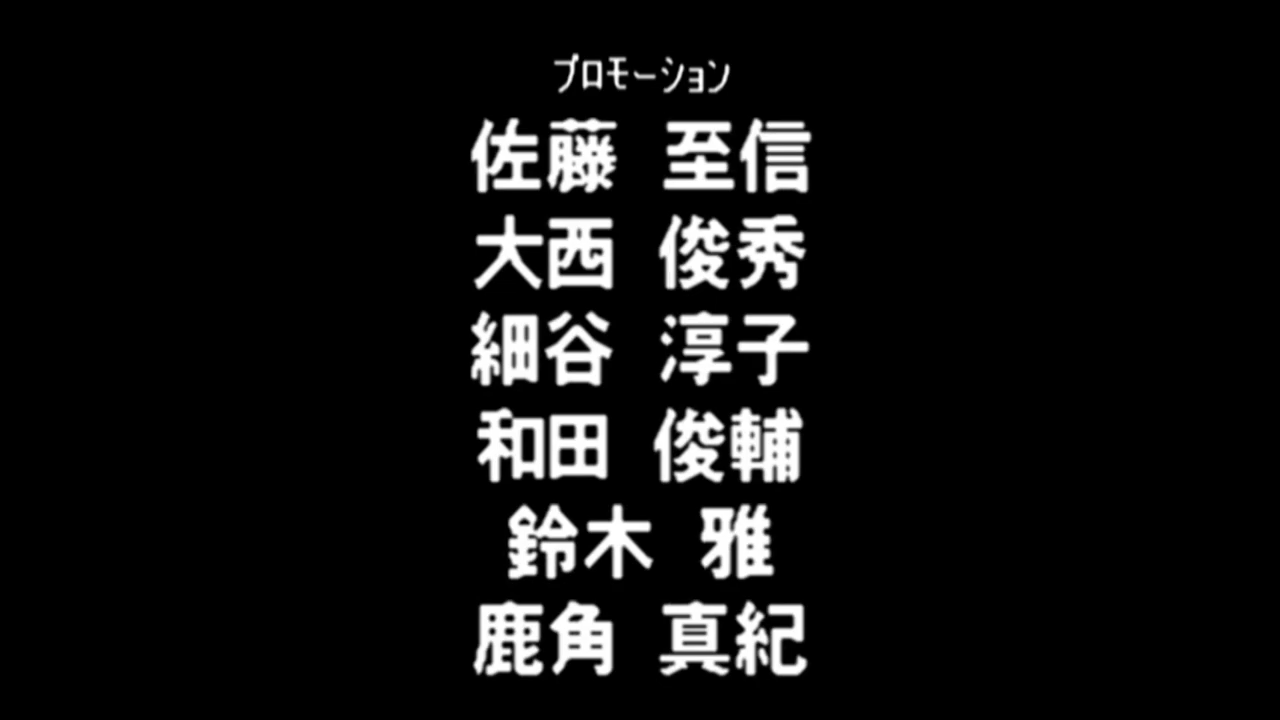 プロモーション
佐藤 至信
大西 俊秀
細谷 淳子
和田 俊輔
鈴木 雅
鹿角 真紀